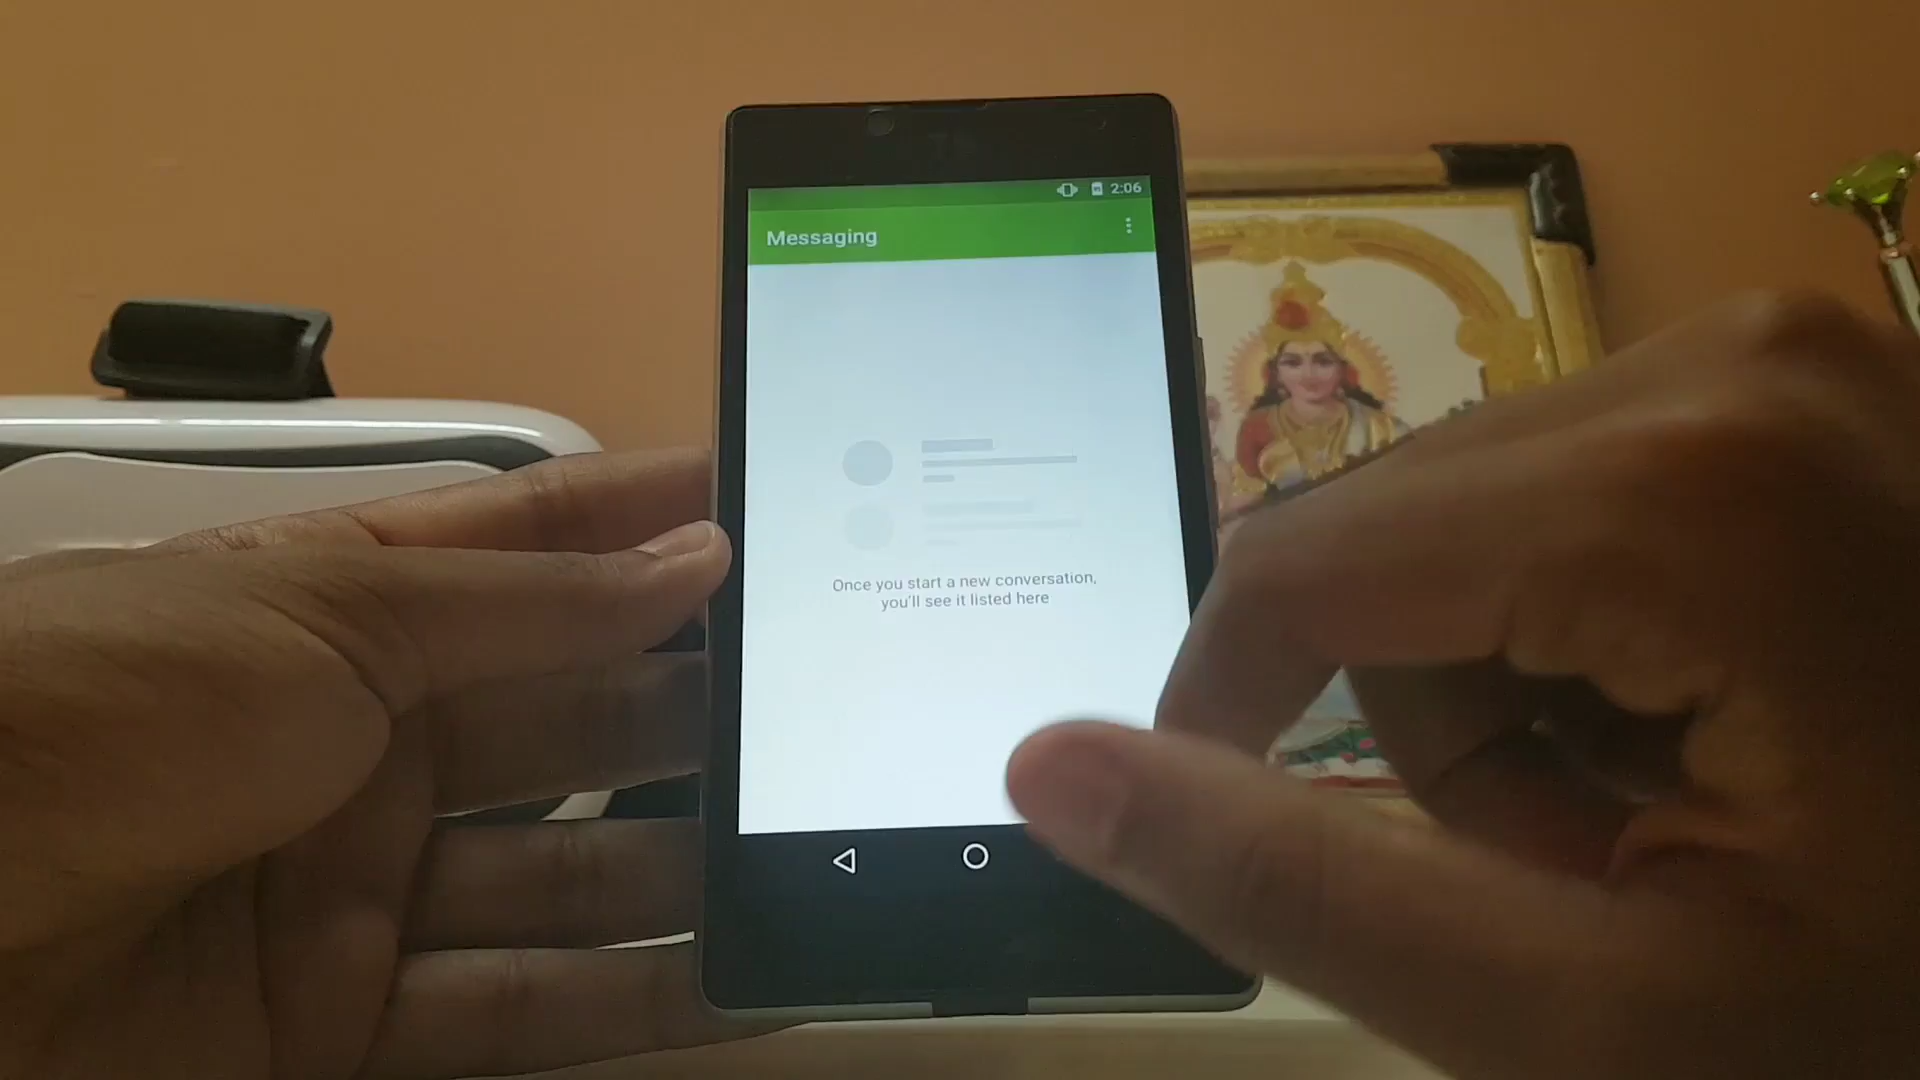 2:06
Messaging
Once you start a new conversation,
you'll see it listed here